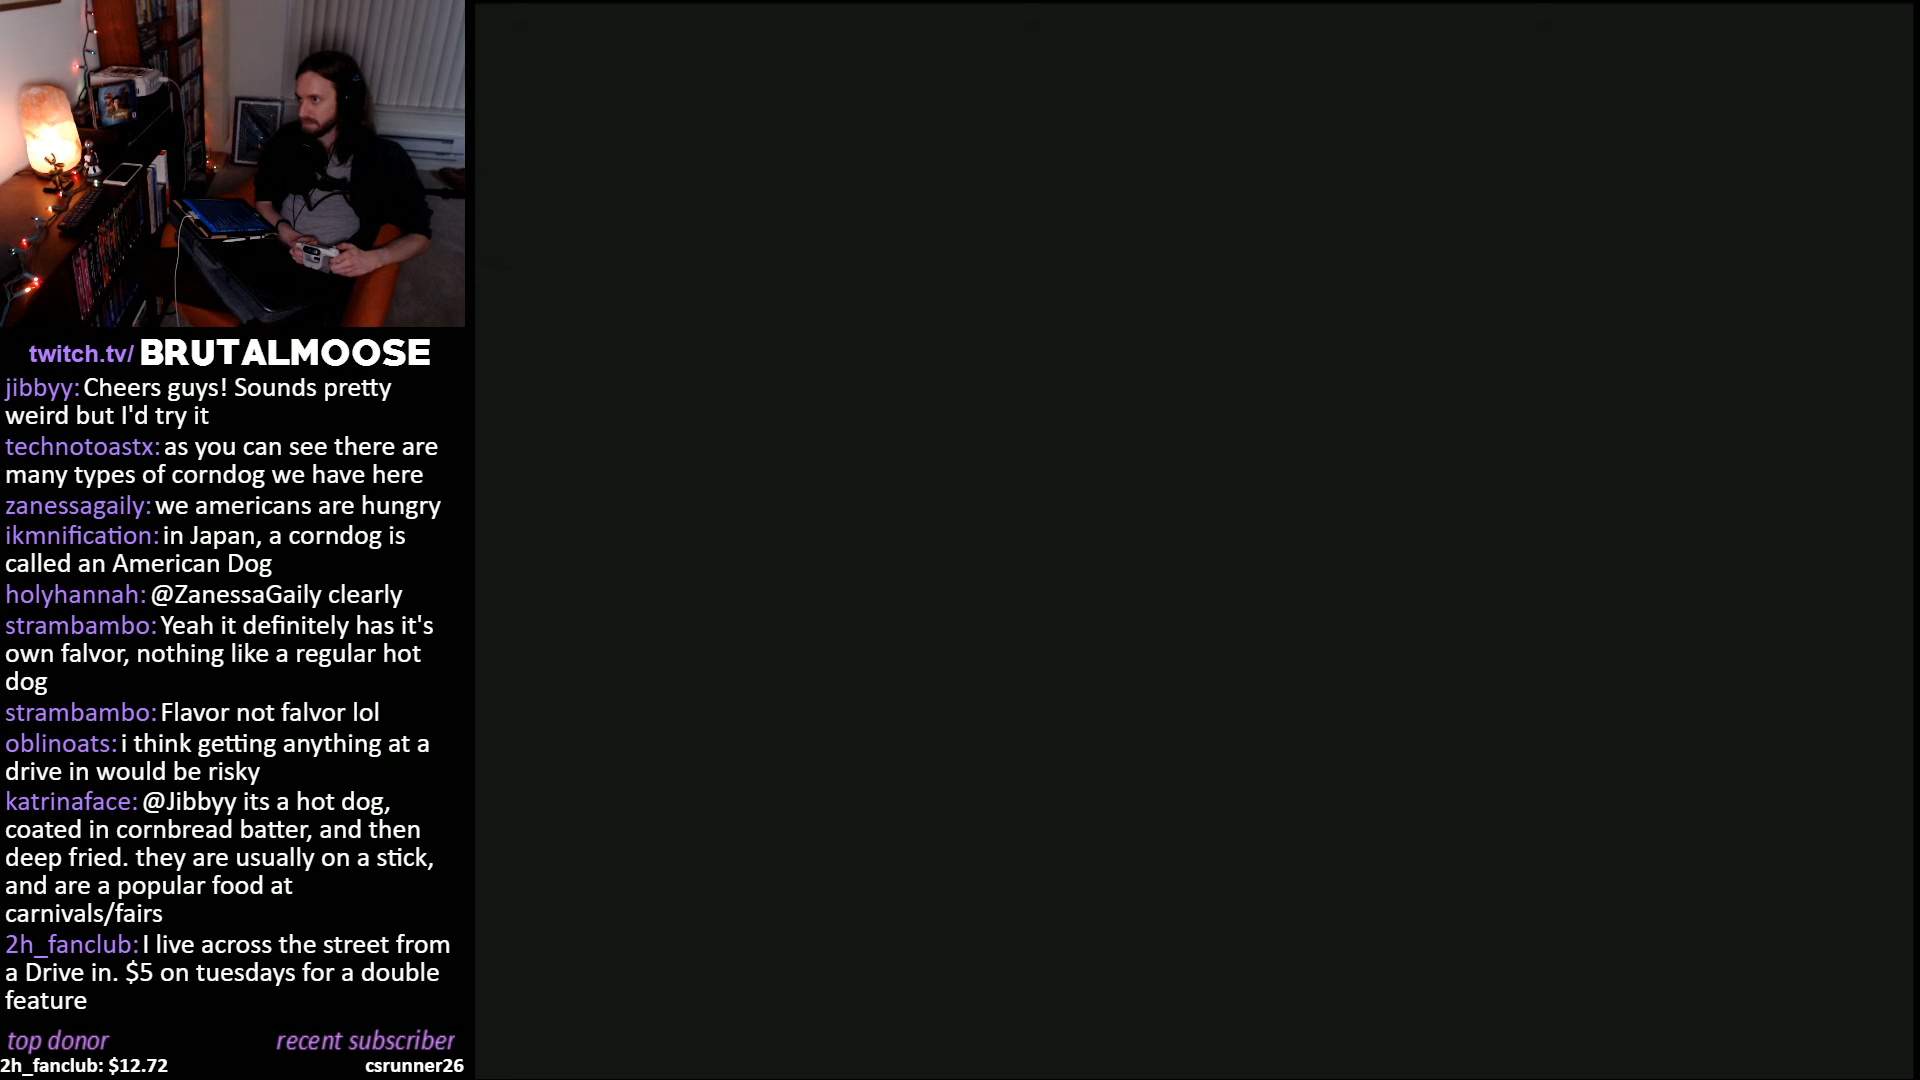 twitch.tv/ BRUTALMOOSE
jibbyy: Cheers guys! Sounds pretty
weird but I'd try it
technotoastx: as you can see there are
many types of corndog we have here
zanessagaily: we americans are hungry
ikmnification: in Japan, a corndog is
called an American Dog
holyhannah: @ZanessaGaily clearly
strambambo: Yeah it definitely has it's
own falvor, nothing like a regular hot
dog
strambambo: Flavor not falvor lol
oblinoats: i think getting anything at a
drive in would be risky
katrinaface: @Jibbyy its a hot dog,
coated in cornbread batter, and then
deep fried. they are usually on a stick,
and are a popular food at
carnivals/fairs
2h_fanclub: I live across the street from
a Drive in. $5 on tuesdays for a double
feature
top donor recent subscriber
2h_fanclub: $12.72 csrunner26